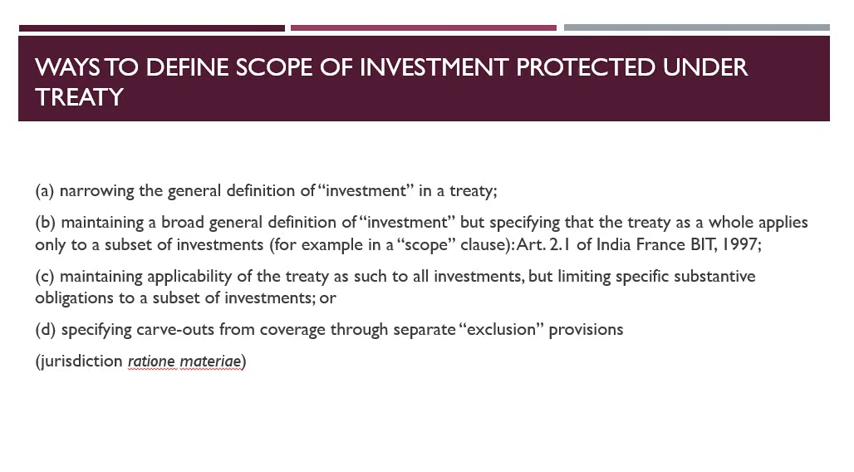 WAYS TO DEFINE SCOPE OF INVESTMENT PROTECTED UNDER
TREATY
(a) narrowing the general definition of “investment” in a treaty;
(b) maintaining a broad general definition of “investment” but specifying that the treaty as a whole applies
only to a subset of investments (for example in a “scope” clause): Art. 2.1 of India France BIT, 1997;
(c) maintaining applicability of the treaty as such to all investments, but limiting specific substantive
obligations to a subset of investments; or
(d) specifying carve-outs from coverage through separate “exclusion” provisions
(jurisdiction ratione materiae)